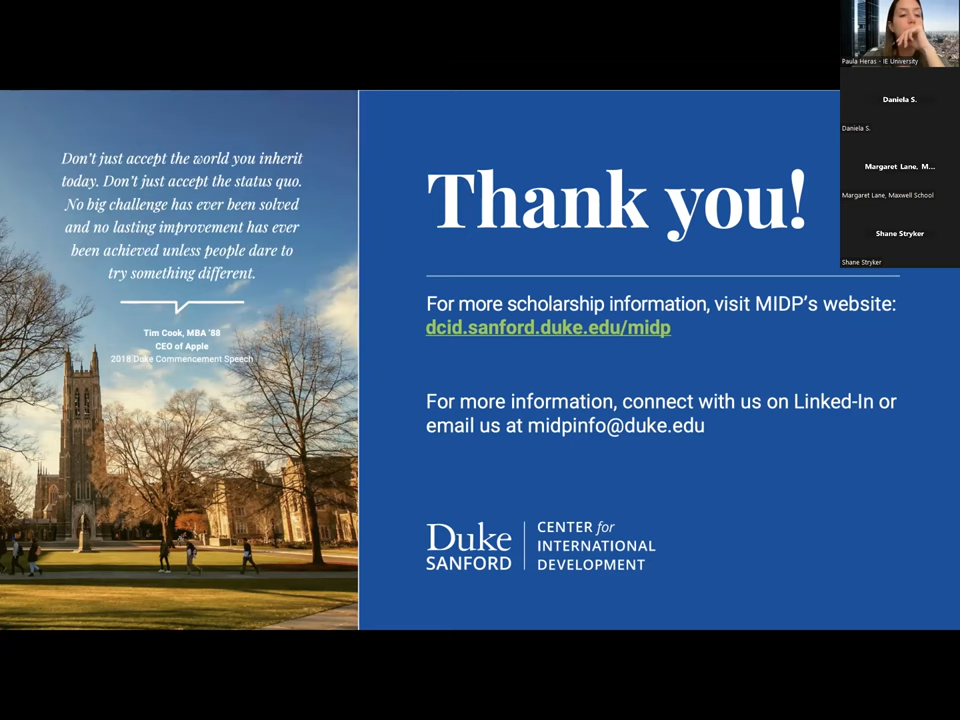 Don't just accept the world you inherit
today. Don't just accept the status quo.
No big challenge has ever been solved
and no lasting improvement has ever
been achieved unless people dare to
try something different.
Tim Cook, MBA '88
CEO of Apple
2018 Duke Commencement Speech
Thank you!
For more scholarship information, visit MIDP's website:
dcid.sanford.duke.edu/midp
For more information, connect with us on Linked-In or
email us at midpinfo@duke.edu
Duke
SANFORD
CENTER for
INTERNATIONAL
DEVELOPMENT
Paula Heras - IE University
Daniela S.
Daniela S.
Margaret Lane, M...
Margaret Lane, Maxwell School
Shane Stryker
Shane Stryker